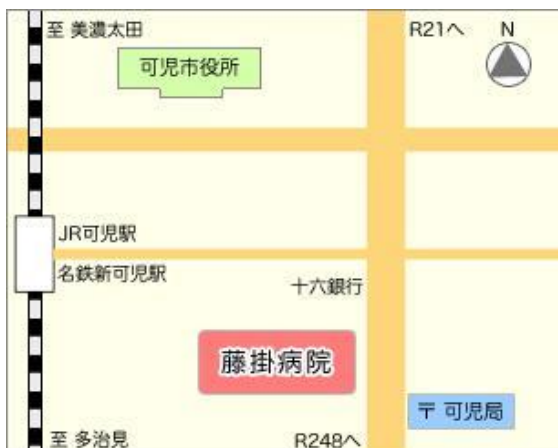 至 美濃太田
R21へ
N
可児市役所
JR可児駅
名鉄新可児駅
十六銀行
藤掛病院
〒 可児局
至 多治見
R248へ